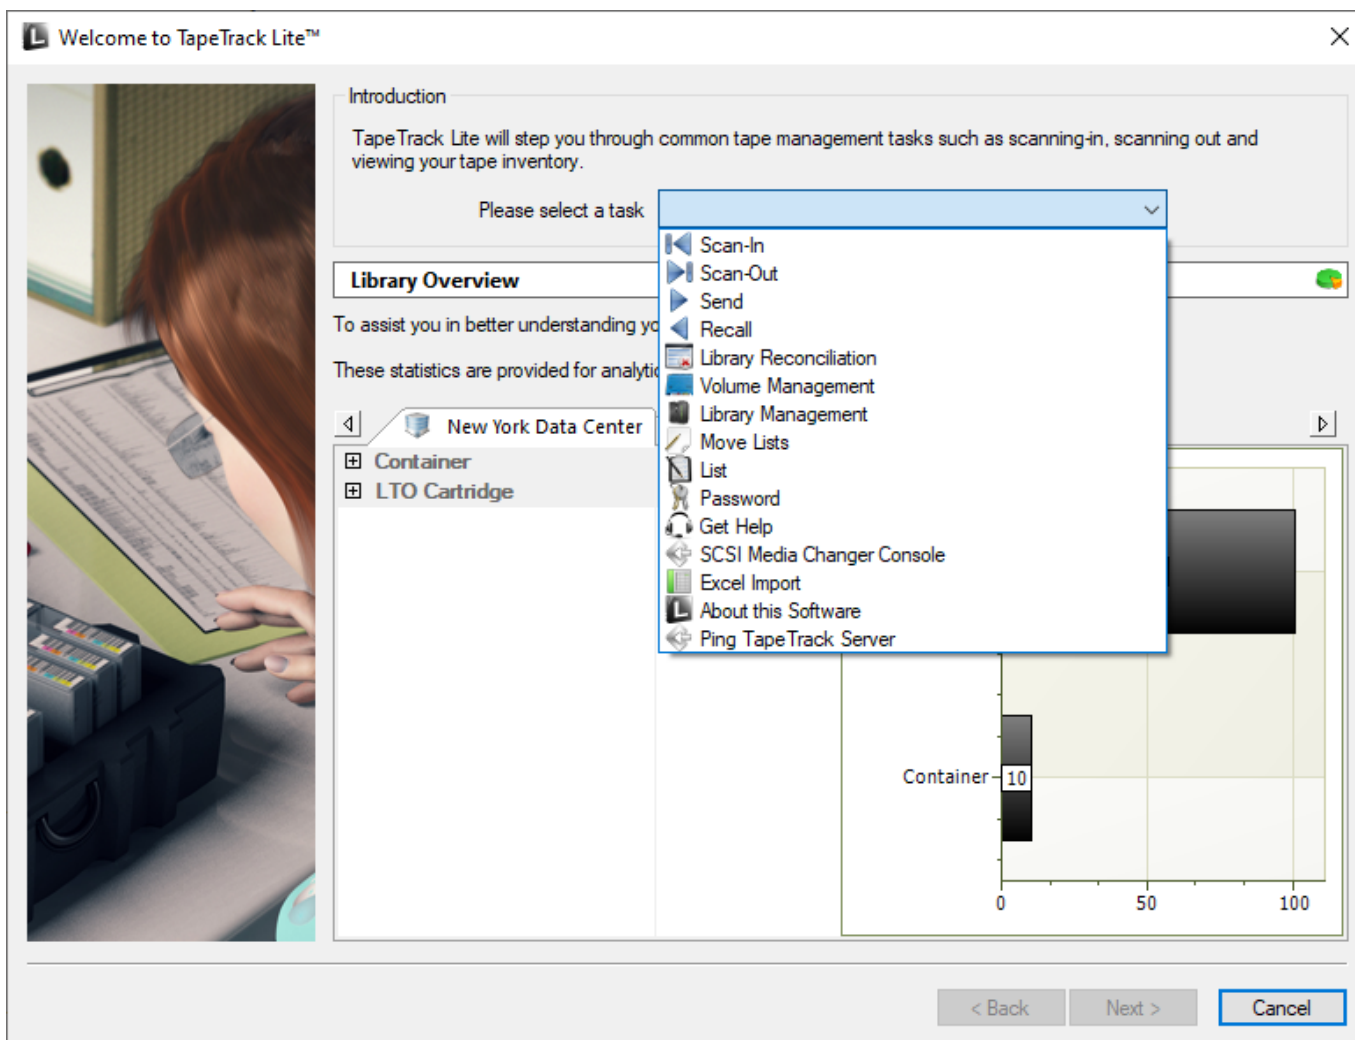 Welcome to TapeTrack Lite™
Introduction
TapeTrack Lite will step you through common tape management tasks such as scanning-in, scanning out and
viewing your tape inventory.
Please select a task
Scan-In
Scan-Out
Send
Recall
Library Reconciliation
Volume Management
Library Management
Move Lists
List
Password
Get Help
SCSI Media Changer Console
Excel Import
About this Software
Ping TapeTrack Server
Library Overview
To assist you in better understanding
These statistics are provided for
New York Data Center
Container
LTO Cartridge
Container
10
0 50 100
< Back Next > Cancel